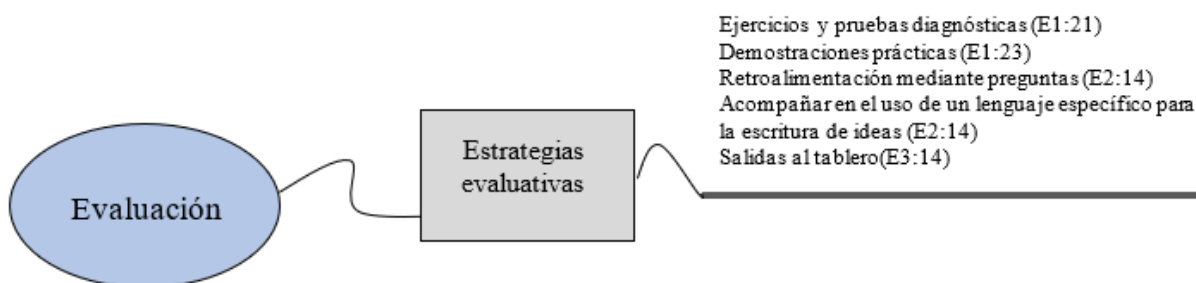 Ejercicios y pruebas diagnósticas (E1:21)
Demostraciones prácticas (E1:23)
Retroalimentación mediante preguntas (E2:14)
Acompañar en el uso de un lenguaje específico para
la escritura de ideas (E2:14)
Salidas al tablero(E3:14)
Estrategias
evaluativas
Evaluación